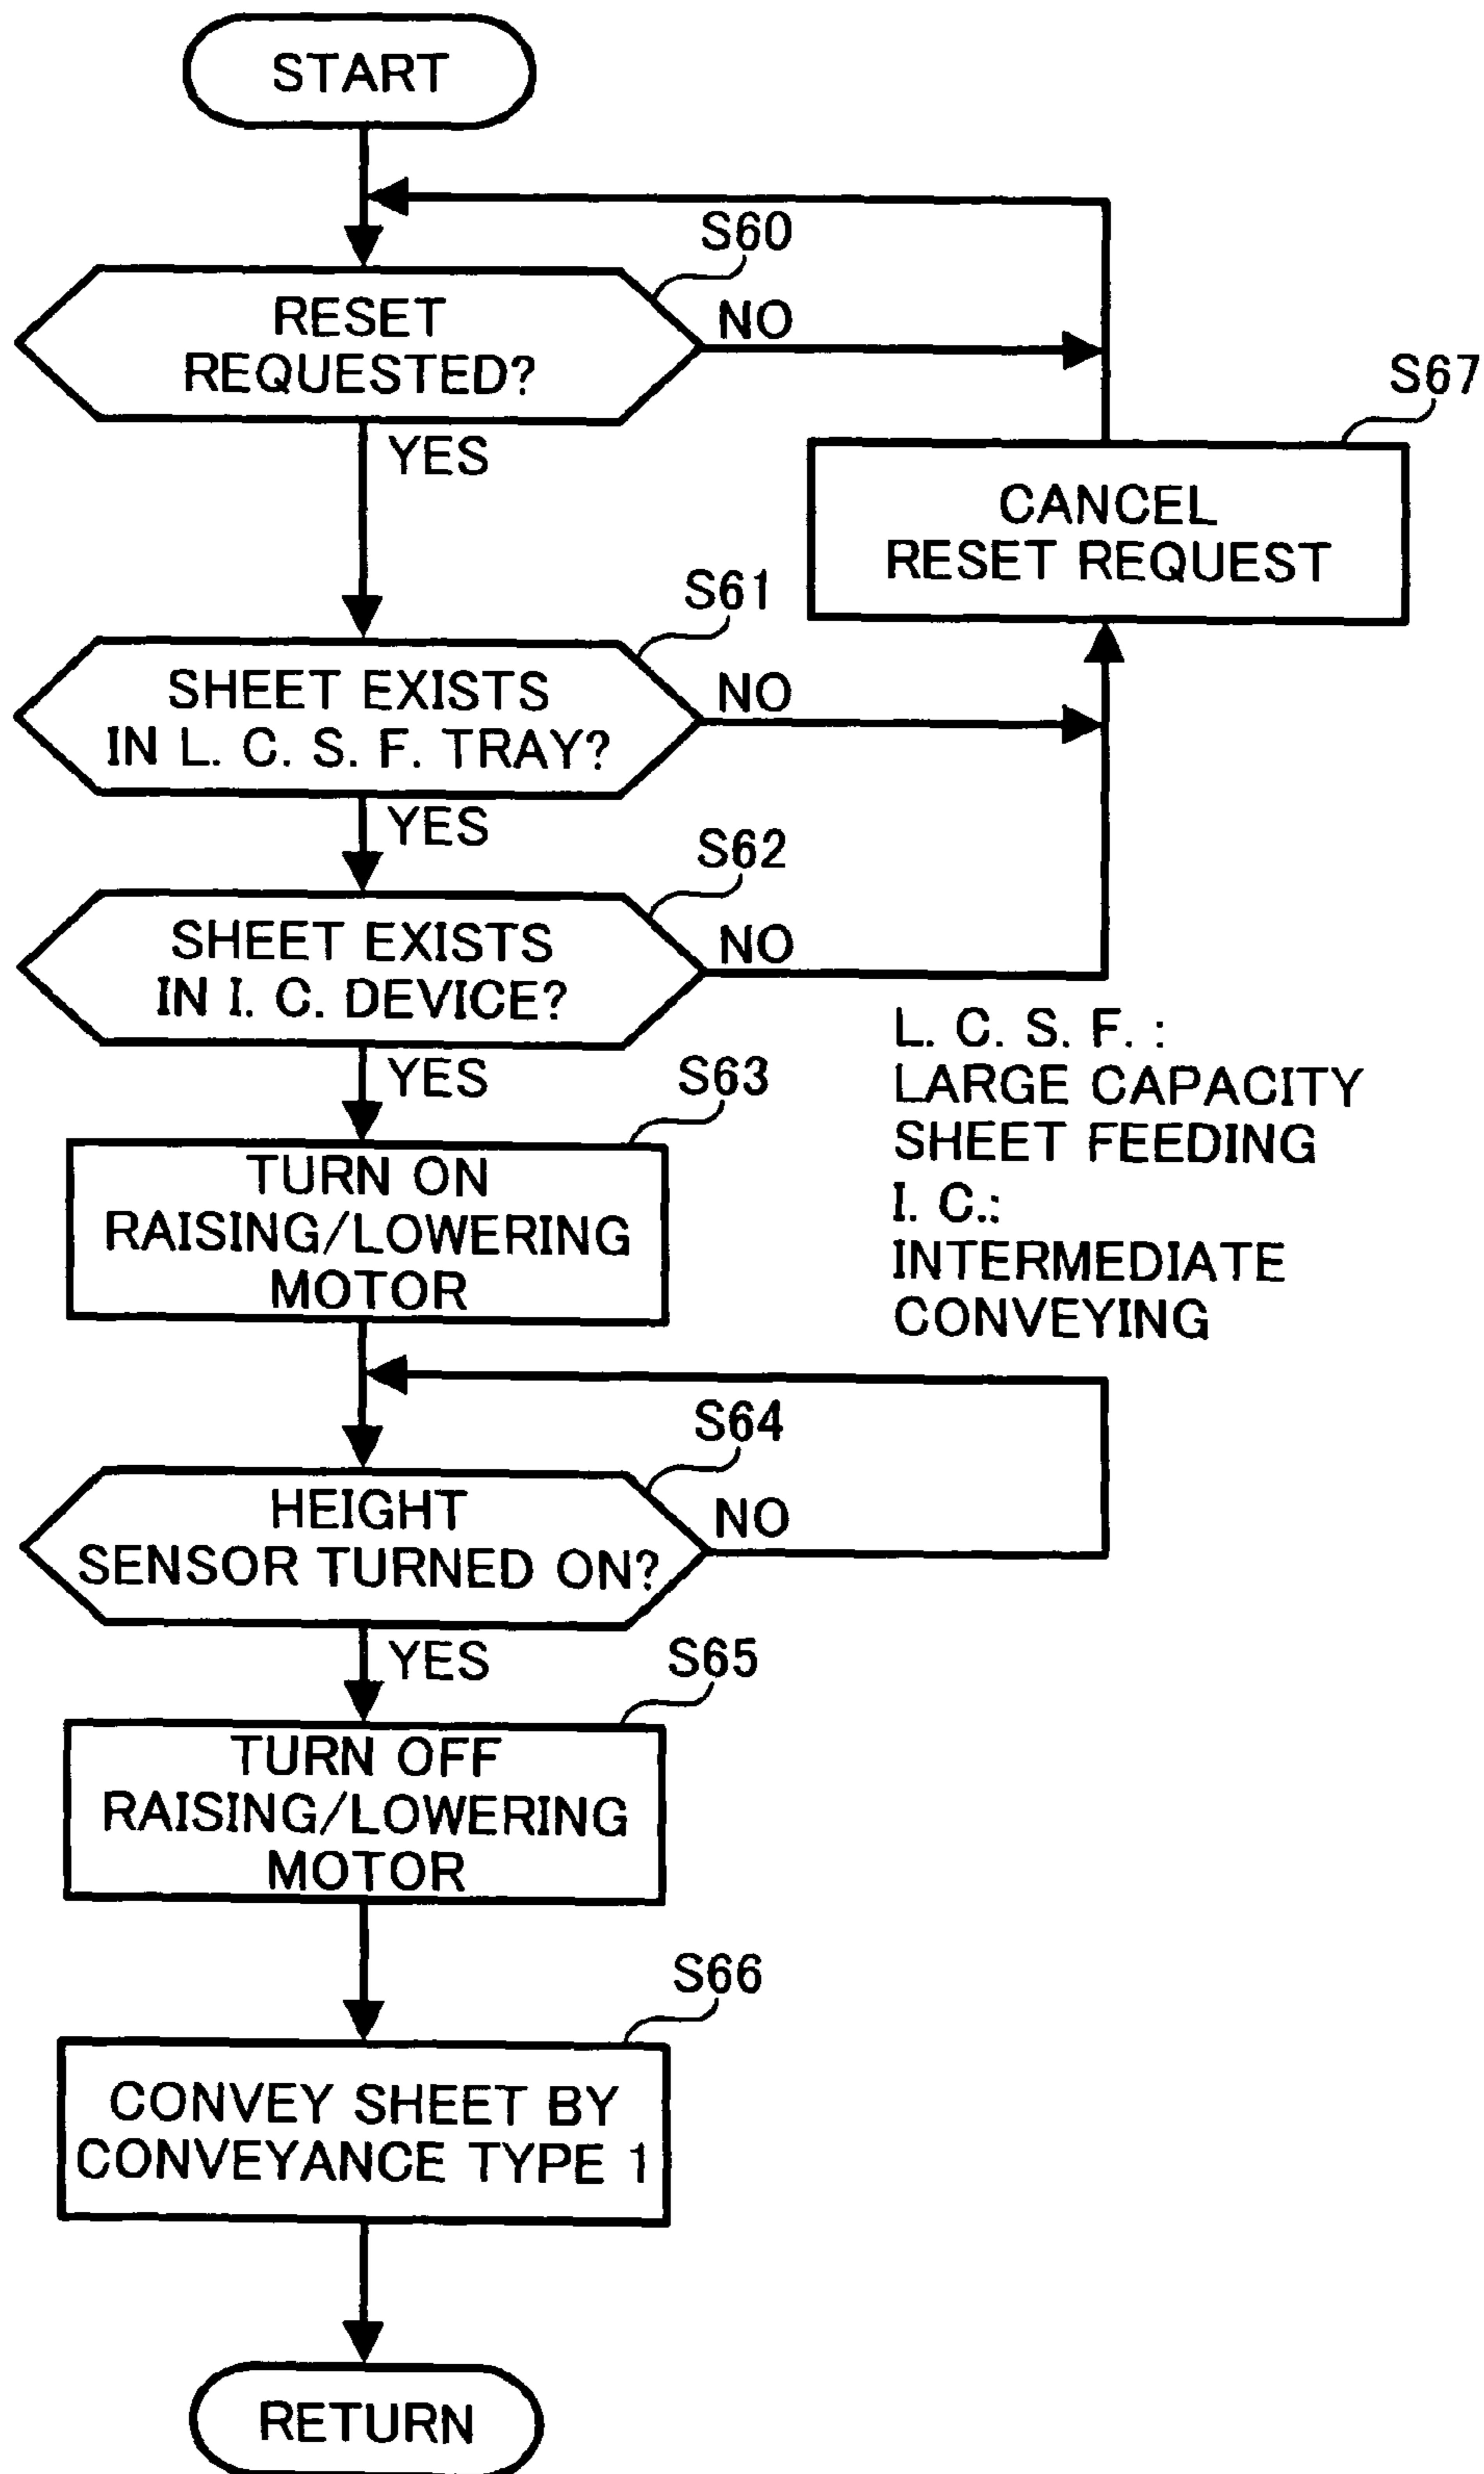 START
S60
RESET
REQUESTED?
NO
YES
S67
CANCEL
RESET REQUEST
S61
SHEET EXISTS
IN L. C. S. F. TRAY?
NO
YES
S62
SHEET EXISTS
IN I. C. DEVICE?
NO
YES
L. C. S. F. :
LARGE CAPACITY
SHEET FEEDING
I. C.:
INTERMEDIATE
CONVEYING
S63
TURN ON
RAISING/LOWERING
MOTOR
S64
HEIGHT
SENSOR TURNED ON?
NO
YES
S65
TURN OFF
RAISING/LOWERING
MOTOR
S66
CONVEY SHEET BY
CONVEYANCE TYPE 1
RETURN